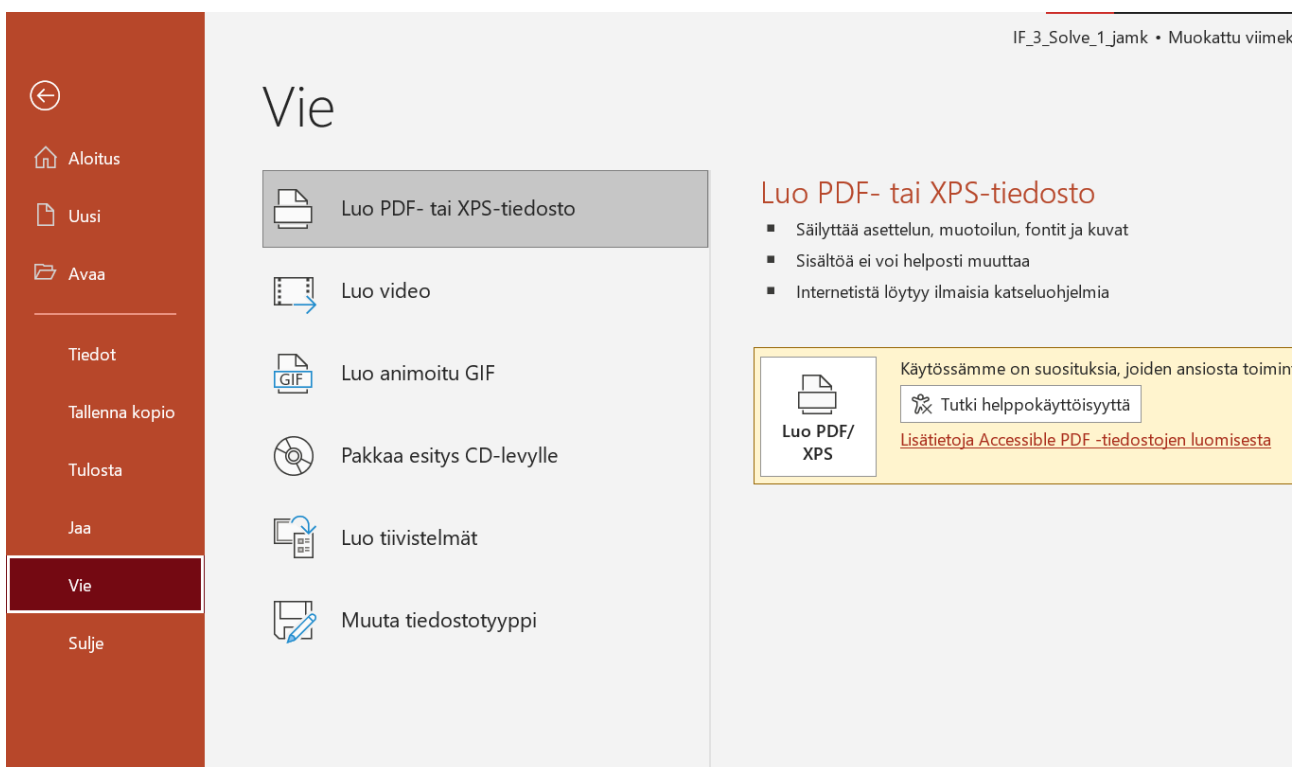 IF_3_Solve_1_jamk • Muokattu
Vie
Aloitus
Uusi
Avaa
Tiedot
Tallenna kopio
Tulosta
Jaa
Vie
Sulje
Luo PDF- tai XPS-tiedosto
Luo video
GIF
Luo animoitu GIF
Pakkaa esitys CD-levylle
Luo tiivistelmät
Muuta tiedostotyyppi
Luo PDF- tai XPS-tiedosto
Säilyttää asettelun, muotoilun, fontit ja kuvat
Sisältöä ei voi helposti muuttaa
Internetistä löytyy ilmaisia katseluohjelmia
Luo PDF/
XPS
Käytössämme on suosituksia, joiden ansiosta
Tutki helppokäyttöisyyttä
Lisätietoja Accessible PDF -tiedostojen luomisesta